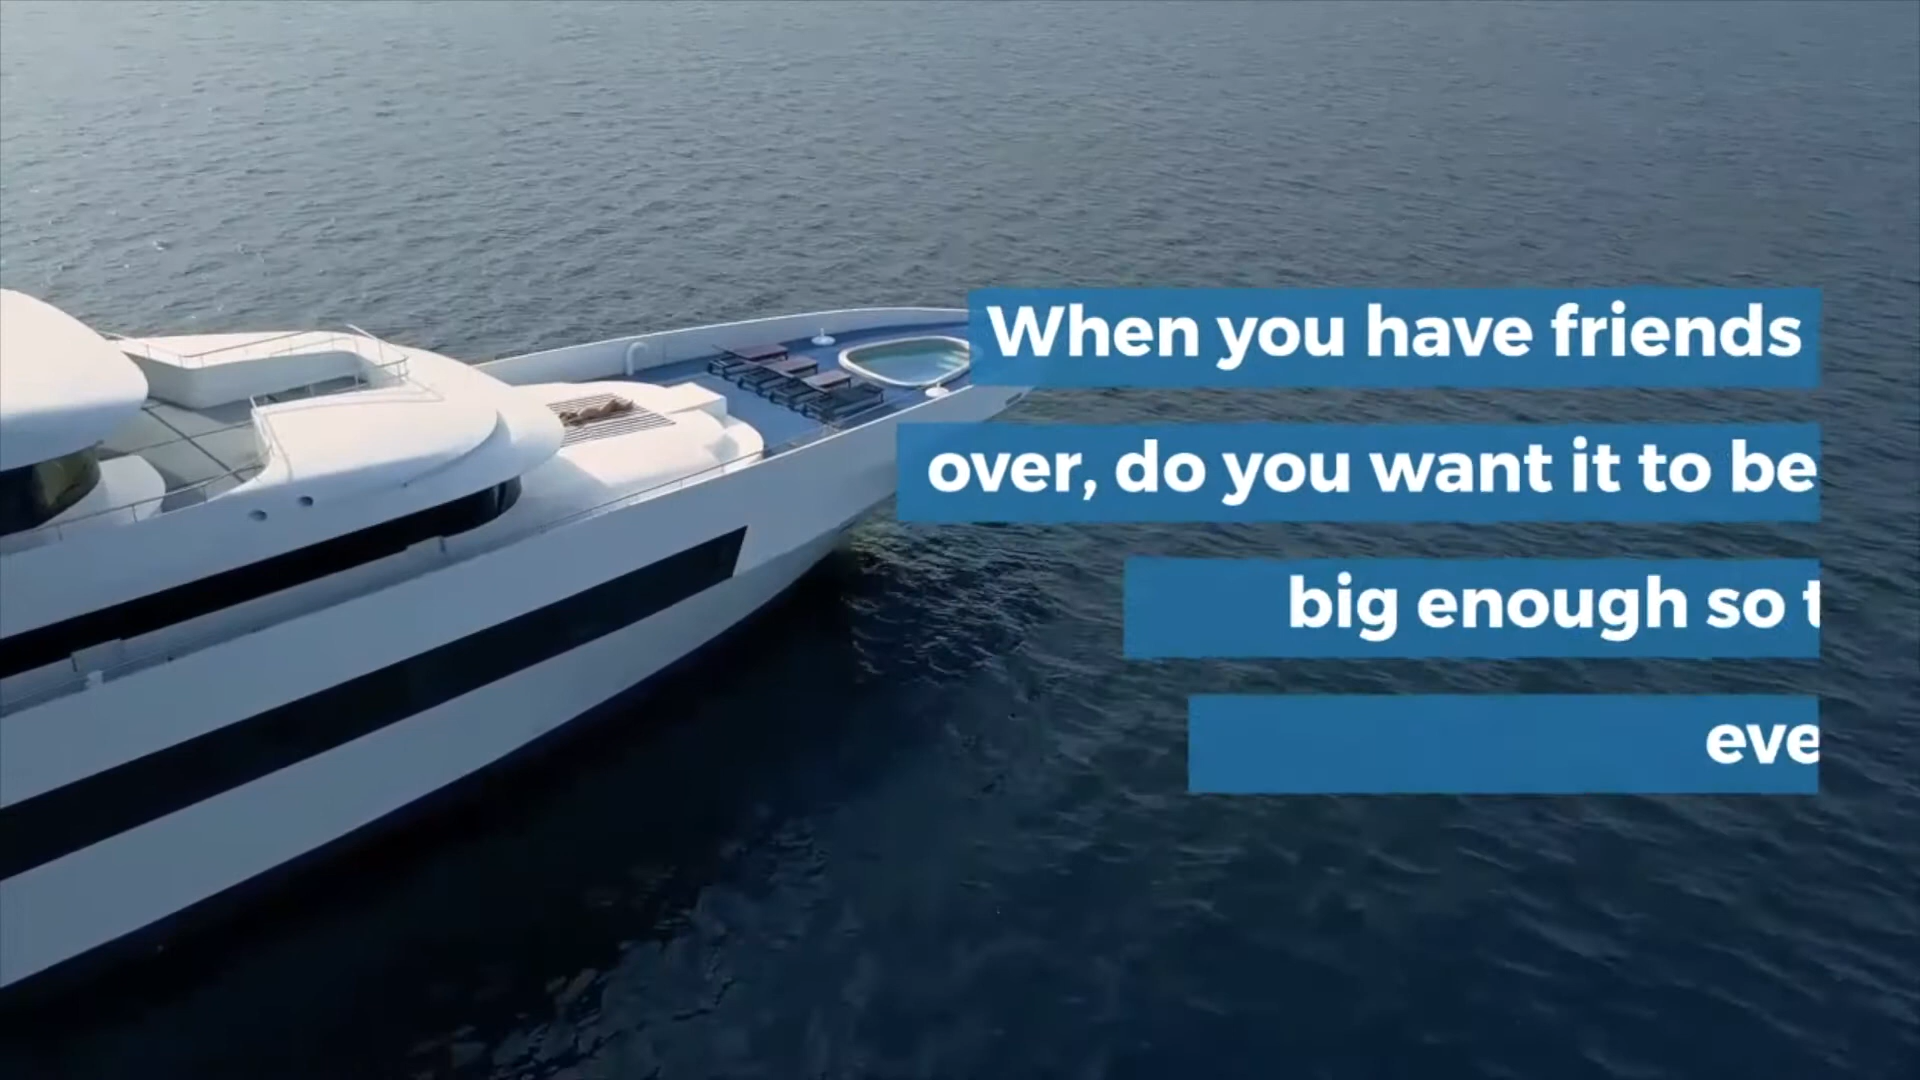 When you have friends
over, do you want it to be
big enough so t
eve